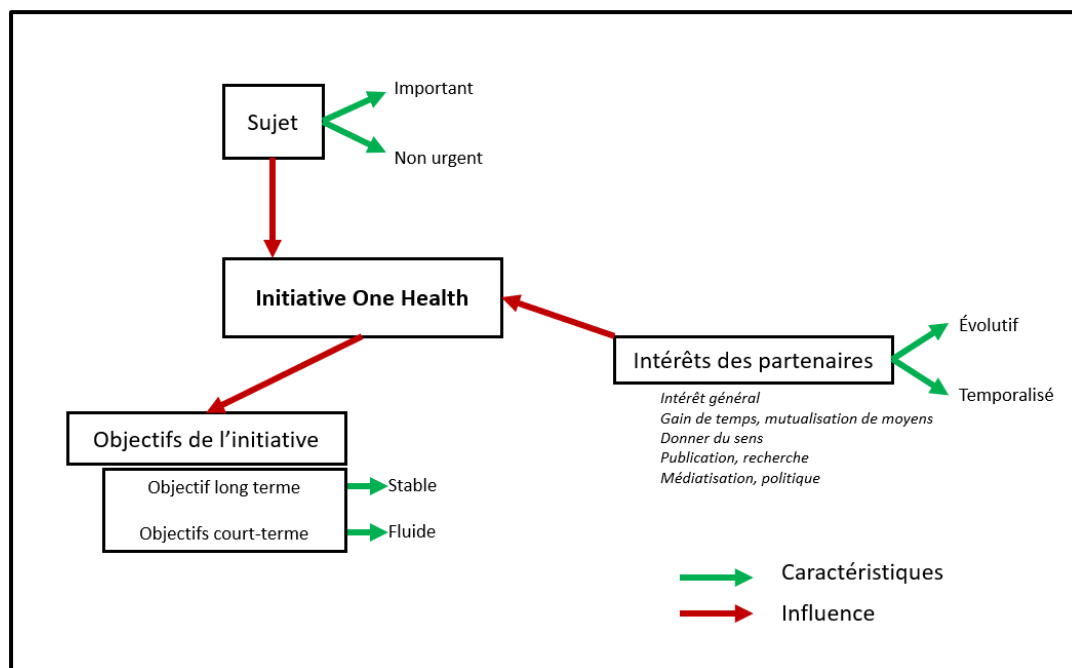 Important
Sujet
Non urgent
Initiative One Health
Évolutif
Intérêts des partenaires
Temporalisé
Intérêt général
Gain de temps, mutualisation de moyens
Donner du sens
Publication, recherche
Médiatisation, politique
Objectifs de l’initiative
Objectif long terme
Stable
Objectifs court-terme
Fluide
Caractéristiques
Influence